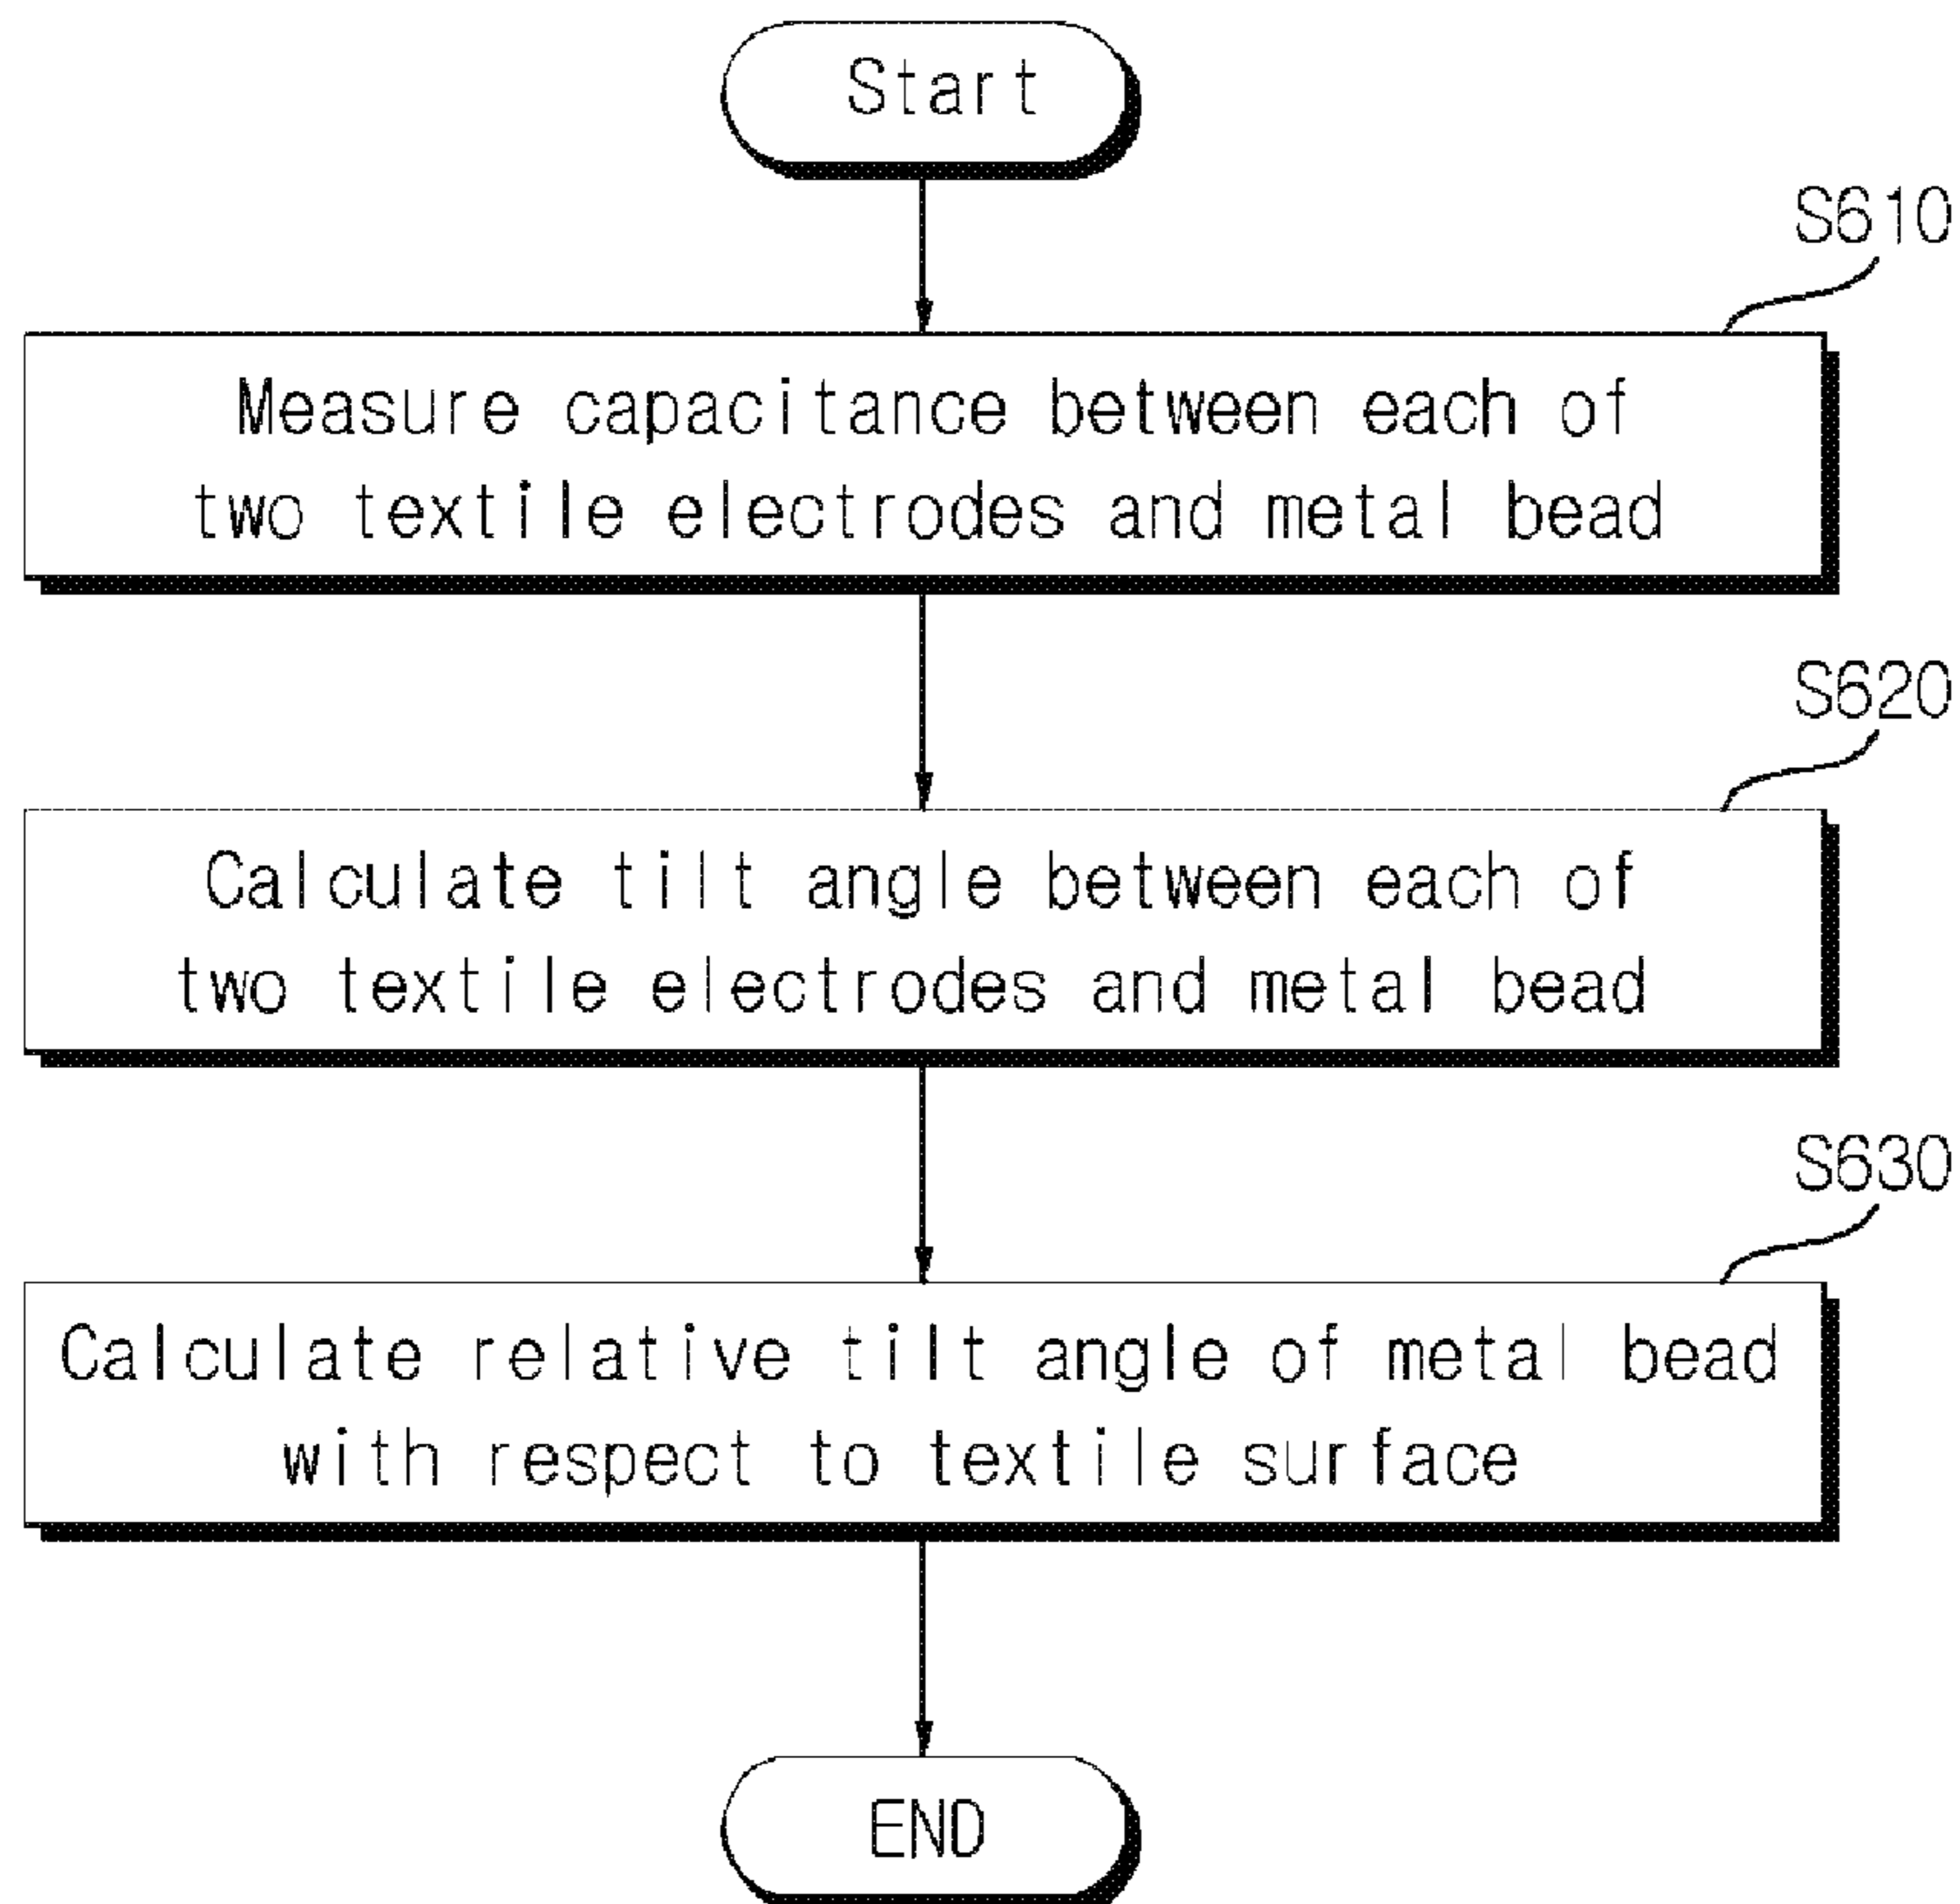 Start
S610
Measure capacitance between each of
two textile electrodes and metal bead
S620
Calculate tilt angle between each of
two textile electrodes and metal bead
S630
Calculate relative tilt angle of metal bead
with respect to textile surface
END